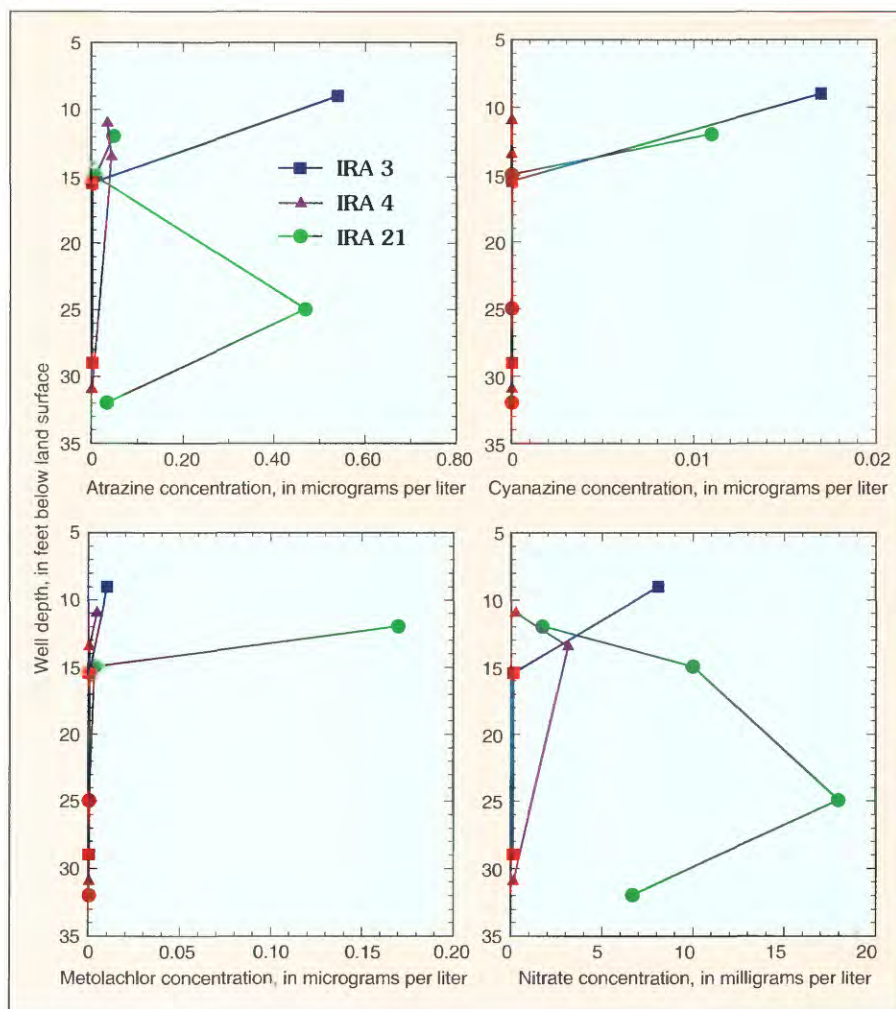 5
10
15
20
25
30
35
0 0.20 0.40 0.60 0.80
Atrazine concentration, in micrograms per liter
IRA 3
IRA 4
IRA 21
5
10
15
20
25
30
35
0 0.01 0.02
Cyanazine concentration, in micrograms per liter
Well depth, in feet below land surface
5
10
15
20
25
30
35
0 0.05 0.10 0.15 0.20
Metolachlor concentration, in micrograms per liter
5
10
15
20
25
30
35
0 5 10 15 20
Nitrate concentration, in milligrams per liter